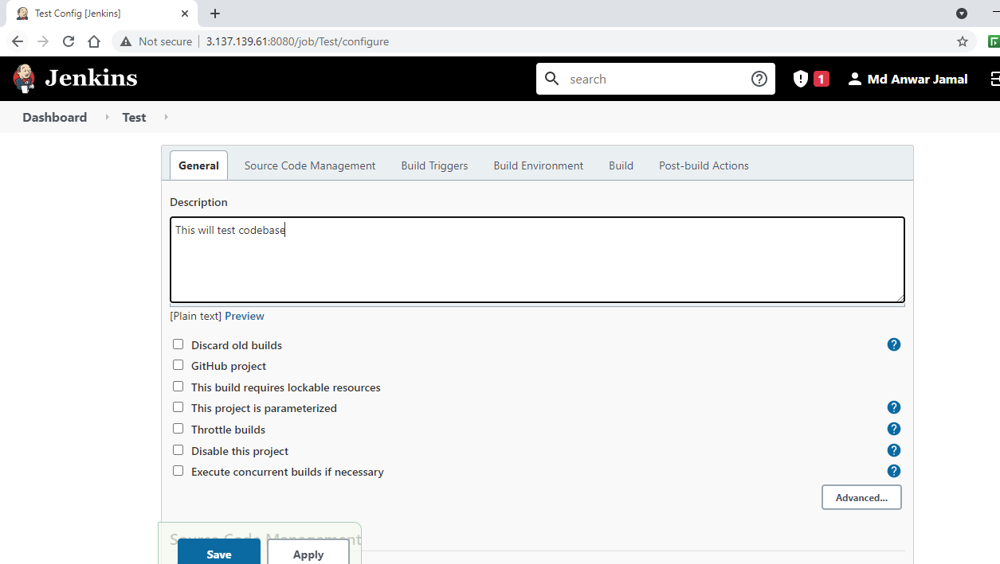 Test Config [Jenkins]
Not secure 3.137.139.61:8080/job/Test/configure
Jenkins search 1 Md Anwar Jamal
Dashboard Test
General Source Code Management Build Triggers Build Environment Build Post-build Actions
Description
This will test codebase
[Plain text] Preview
Discard old builds
GitHub project
This build requires lockable resources
This project is parameterized
Throttle builds
Disable this project
Execute concurrent builds if necessary
Advanced...
Source Code Management
Save Apply